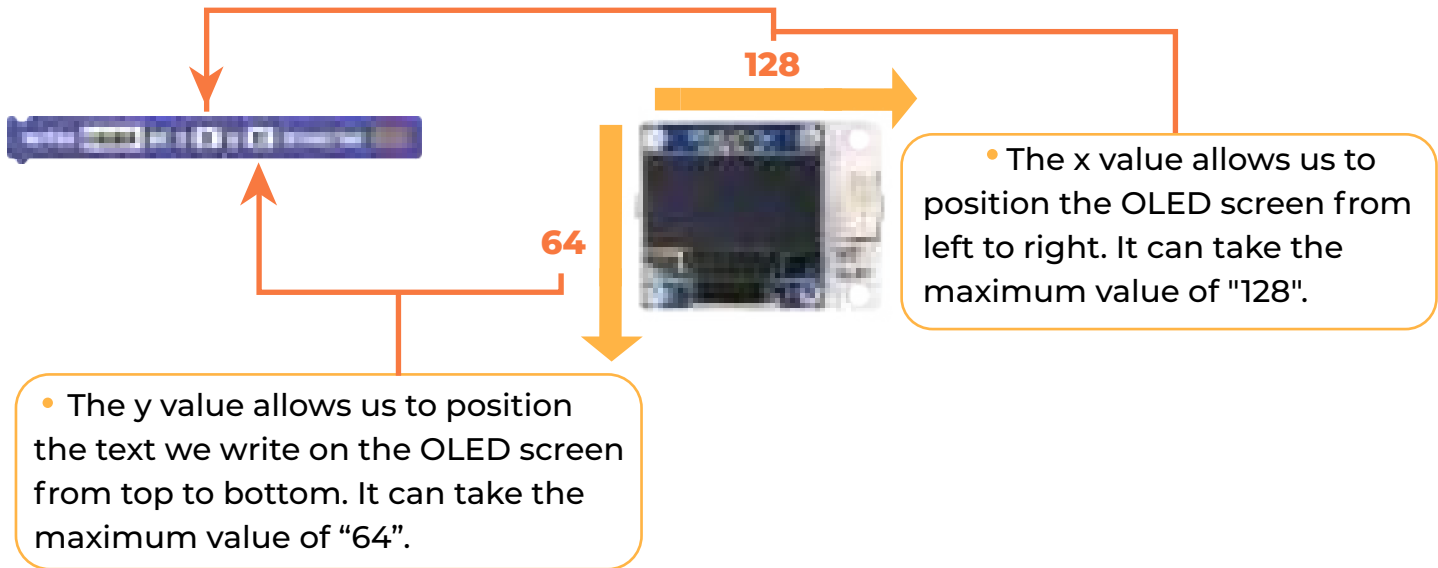 128
64
• The x value allows us to
position the OLED screen from
left to right. It can take the
maximum value of "128".
• The y value allows us to position
the text we write on the OLED screen
from top to bottom. It can take the
maximum value of “64”.